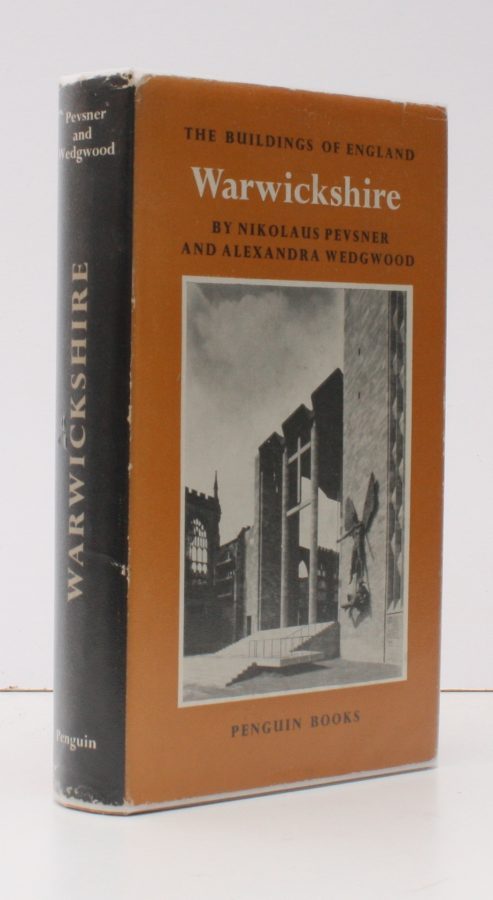 Pevsner
and
Wedgwood
WARWICKSHIRE
Penguin
THE BUILDINGS OF ENGLAND
Warwickshire
BY NIKOLAUS PEVSNER
AND ALEXANDRA WEDGWOOD
PENGUIN BOOKS